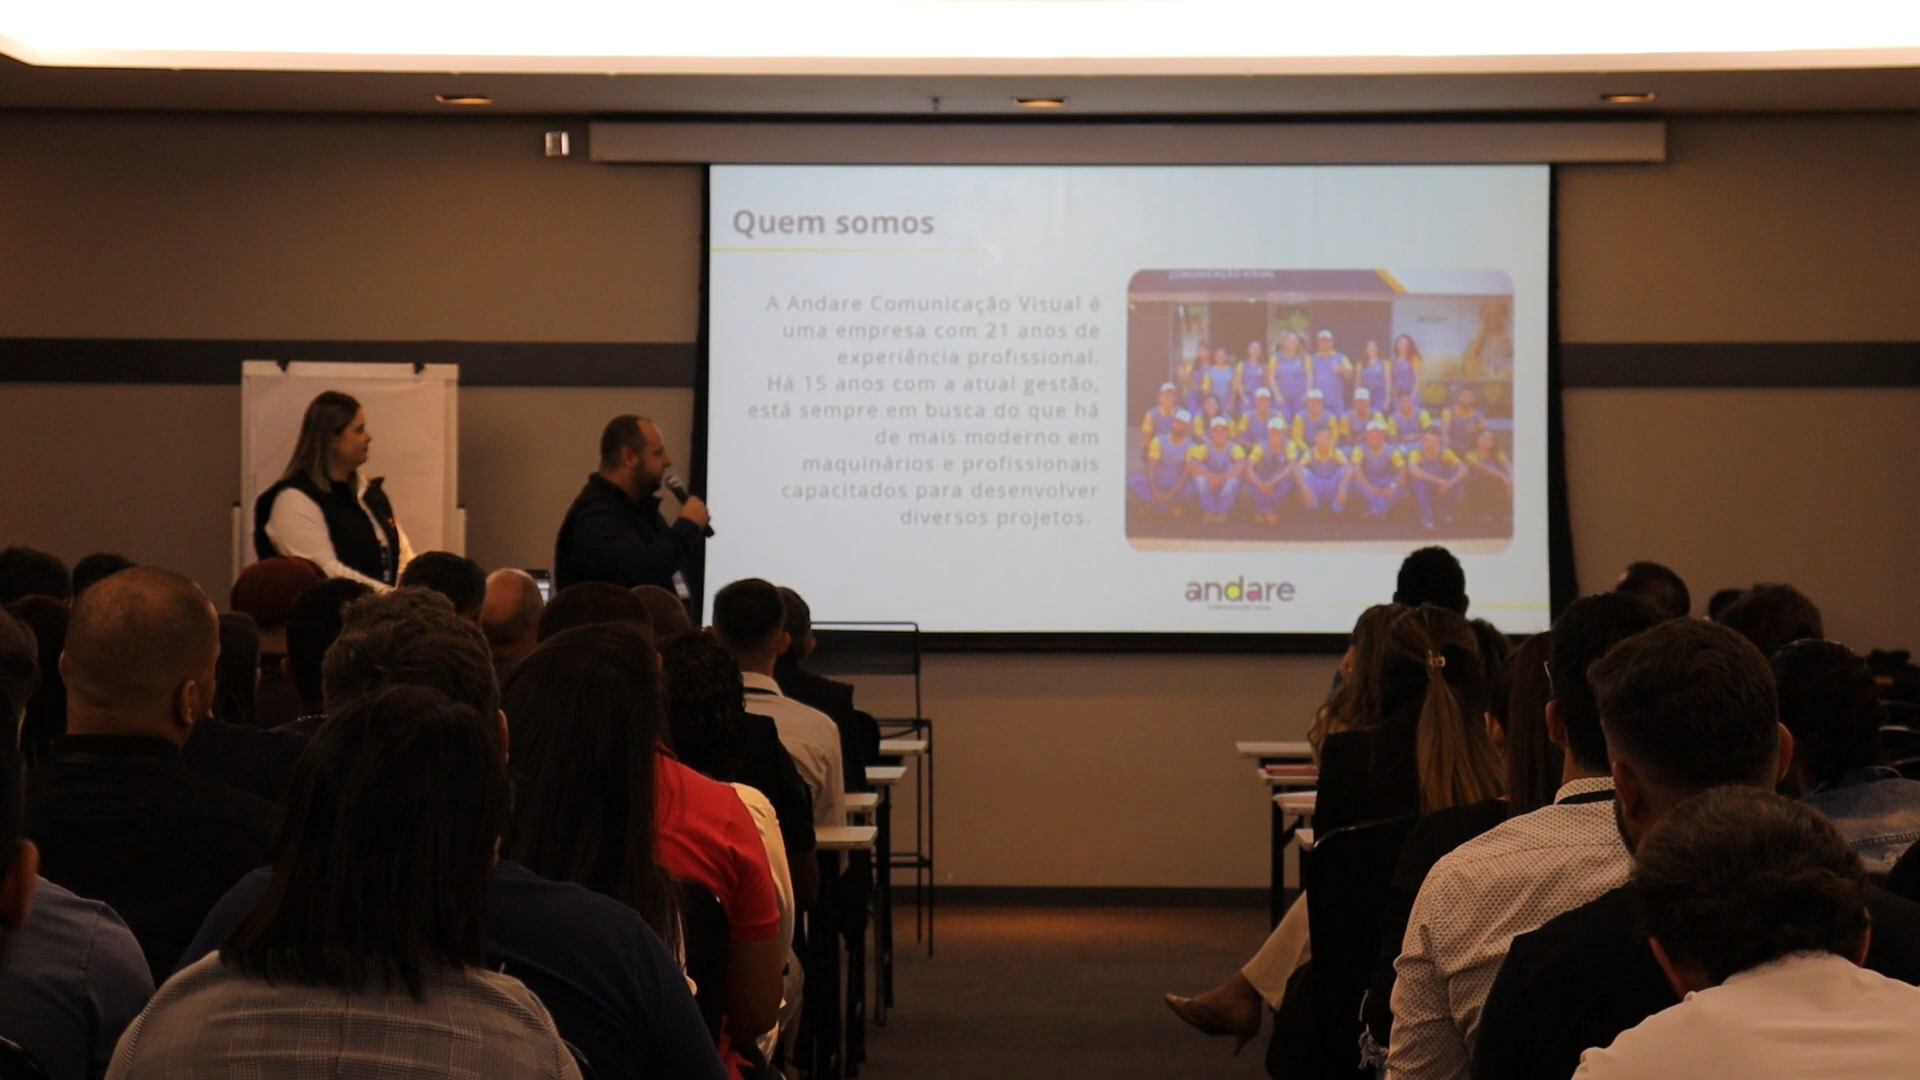 Quem somos
A Andare Comunicação Visual é
uma empresa com 21 anos de
experiência profissional.
Há 15 anos com a atual gestão,
está sempre em busca do que há
de mais moderno em
maquinários e profissionais
capacitados para desenvolver
diversos projetos.
COMUNICAÇÃO VISUAL
andare